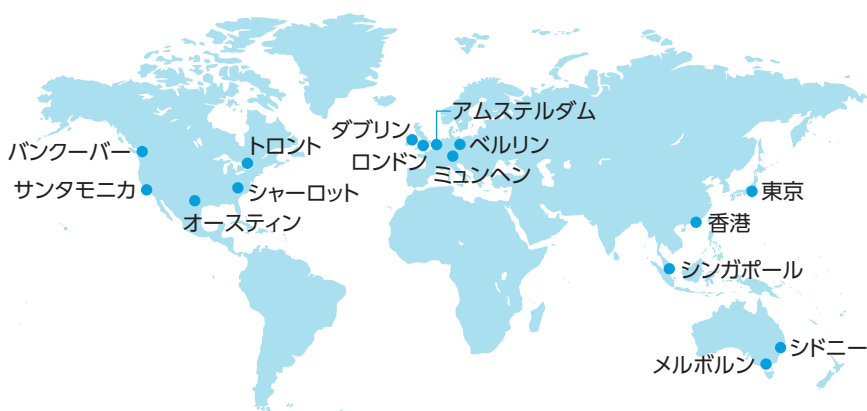 アムステルダム
ダブリン
バンクーバー
トロント
ロンドン
ベルリン
ミュンヘン
サンタモニカ
シャーロット
東京
オースティン
香港
シンガポール
シドニー
メルボルン